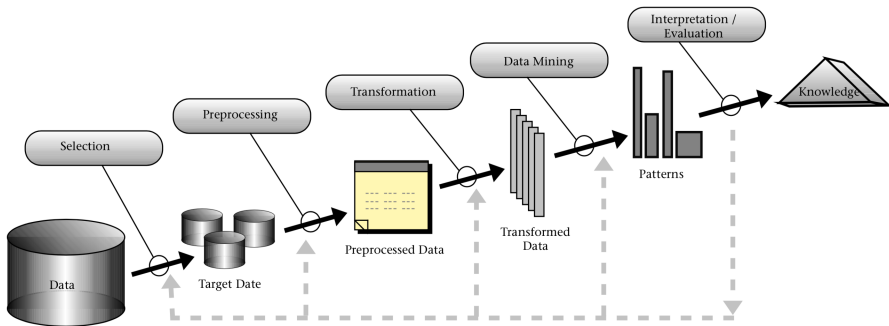 Interpretation /
Evaluation
Data Mining
Transformation
Preprocessing
Selection
Data
Target Date
Preprocessed Data
Transformed
Data
Patterns
Knowledge